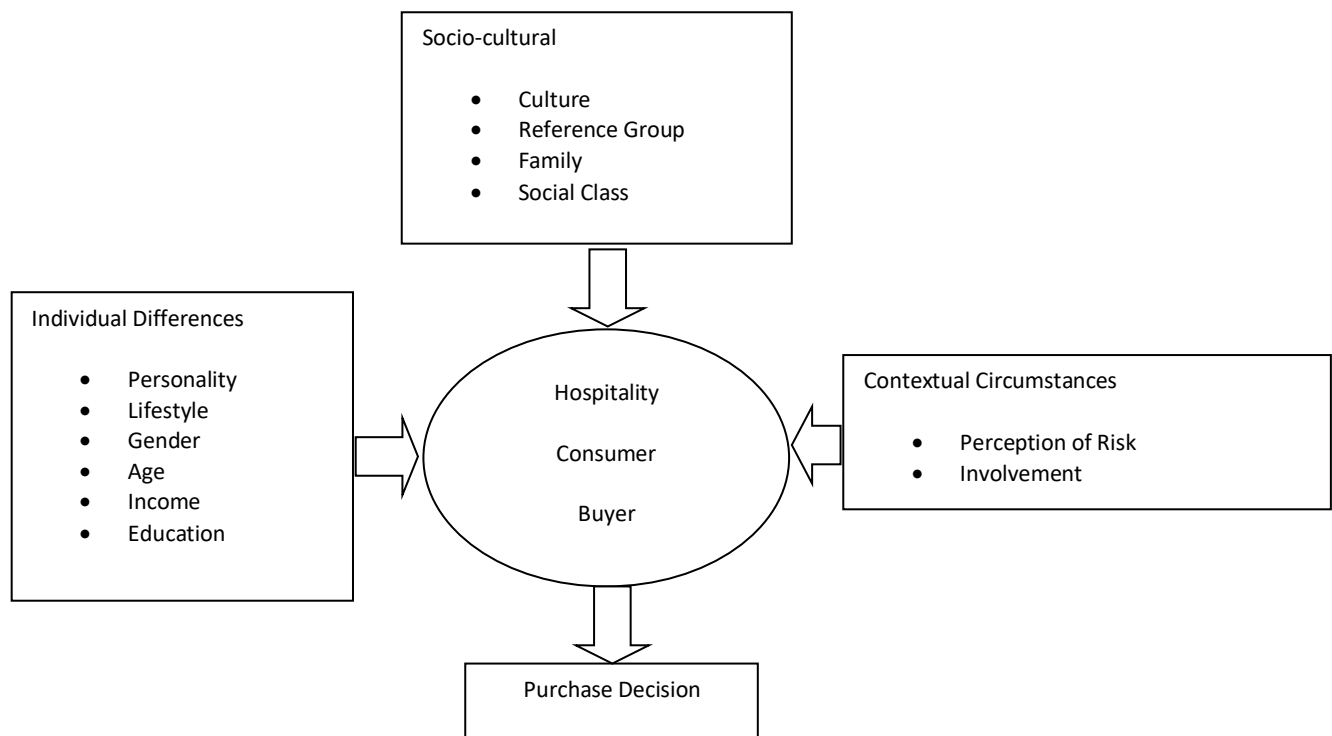 Socio-cultural
• Culture
• Reference Group
• Family
• Social Class
Individual Differences
• Personality
• Lifestyle
• Gender
• Age
• Income
• Education
Hospitality
Consumer
Buyer
Contextual Circumstances
• Perception of Risk
• Involvement
Purchase Decision